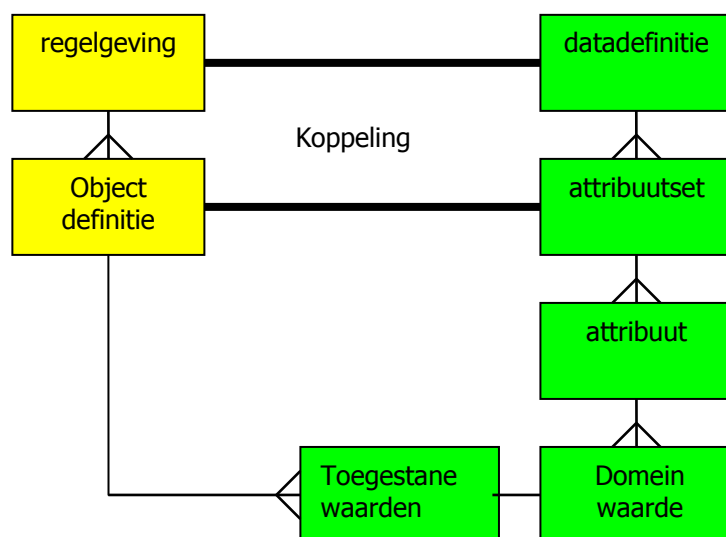 regelgeving
datadefinitie
Koppeling
Object
definitie
attribuutset
attribuut
Toegestane
waarden
Domein
waarde